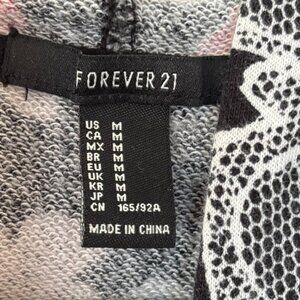 FOREVER 21
US M
CA M
MX M
BR M
EU M
UK M
KR M
JP M
CN 165/92A
MADE IN CHINA